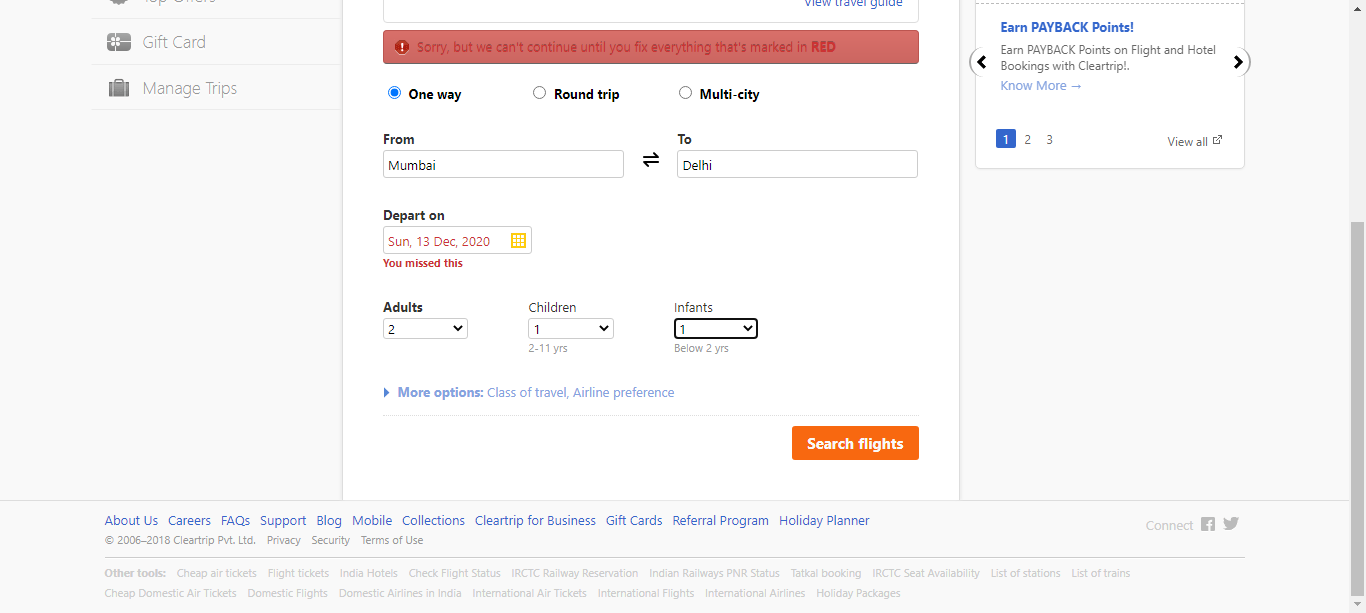 Top Offers
Gift Card
Manage Trips
View travel guide
Sorry, but we can't continue until you fix everything that's marked in RED
One way
Round trip
Multi-city
From
To
Mumbai
Delhi
Depart on
Sun, 13 Dec, 2020
You missed this
Adults
Children
Infants
2
1
1
2-11 yrs
Below 2 yrs
More options: Class of travel, Airline preference
Search flights
Earn PAYBACK Points!
Earn PAYBACK Points on Flight and Hotel
Bookings with Cleartrip!.
Know More →
1 2 3
View all
About Us Careers FAQs Support Blog Mobile Collections Cleartrip for Business Gift Cards Referral Program Holiday Planner
© 2006–2018 Cleartrip Pvt. Ltd. Privacy Security Terms of Use
Connect
Other tools: Cheap air tickets Flight tickets India Hotels Check Flight Status IRCTC Railway Reservation Indian Railways PNR Status Tatkal booking IRCTC Seat Availability List of stations List of trains
Cheap Domestic Air Tickets Domestic Flights Domestic Airlines in India International Air Tickets International Flights International Airlines Holiday Packages